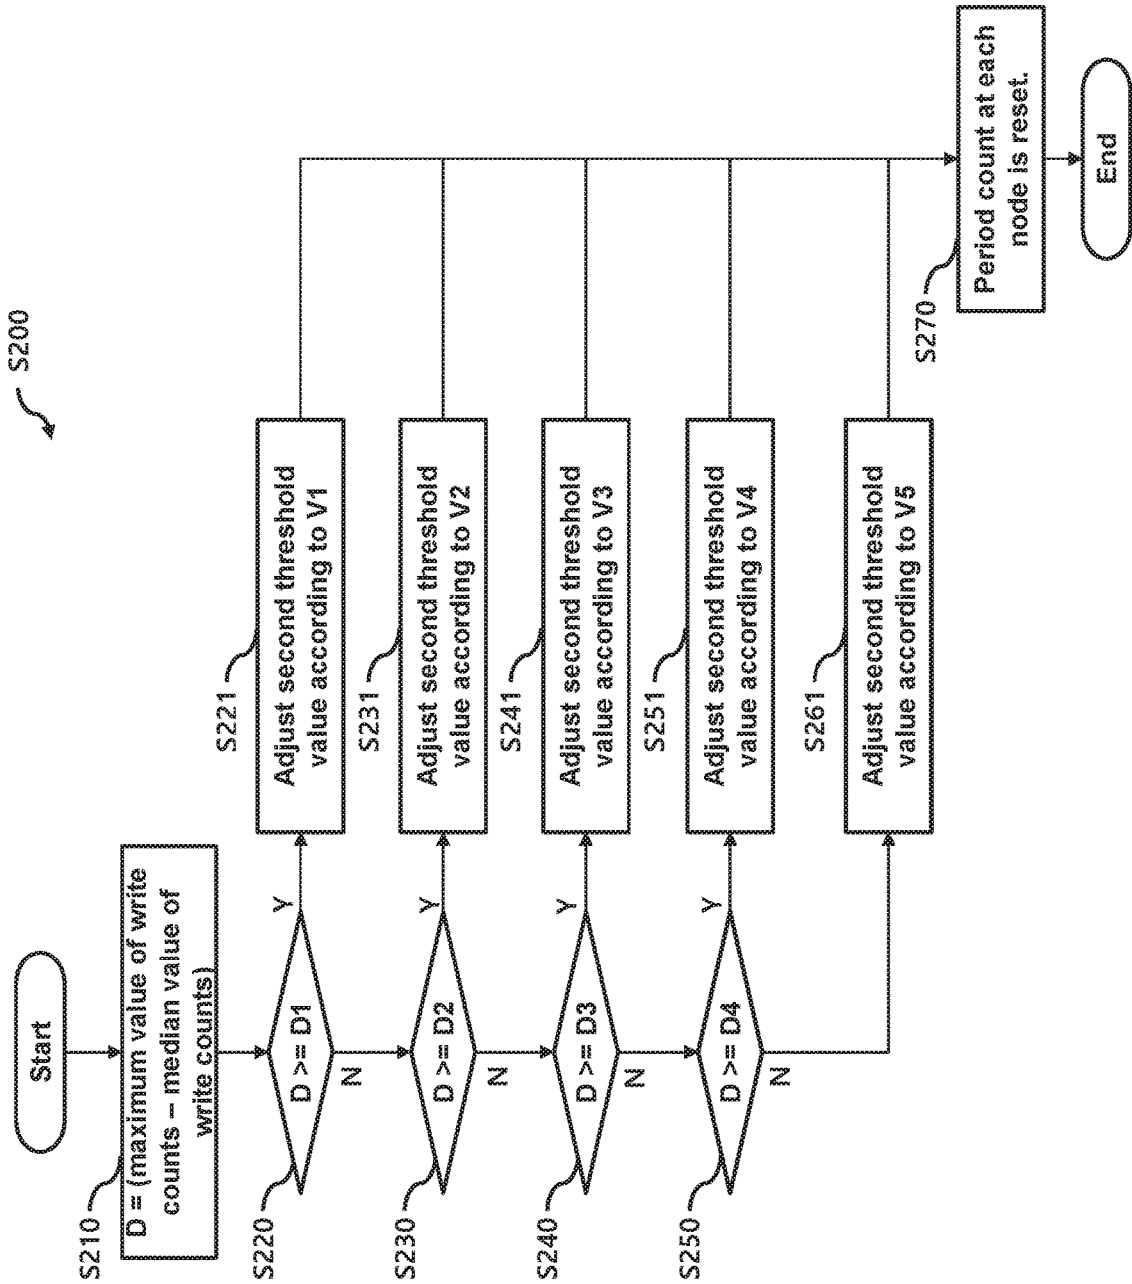 S200
Start
S210
D = (maximum value of write
counts – median value of
write counts)
S220
D >= D1
Y
N
S221
Adjust second threshold
value according to V1
S230
D >= D2
Y
N
S231
Adjust second threshold
value according to V2
S240
D >= D3
Y
N
S241
Adjust second threshold
value according to V3
S250
D >= D4
Y
N
S251
Adjust second threshold
value according to V4
S261
Adjust second threshold
value according to V5
S270
Period count at each
node is reset.
End